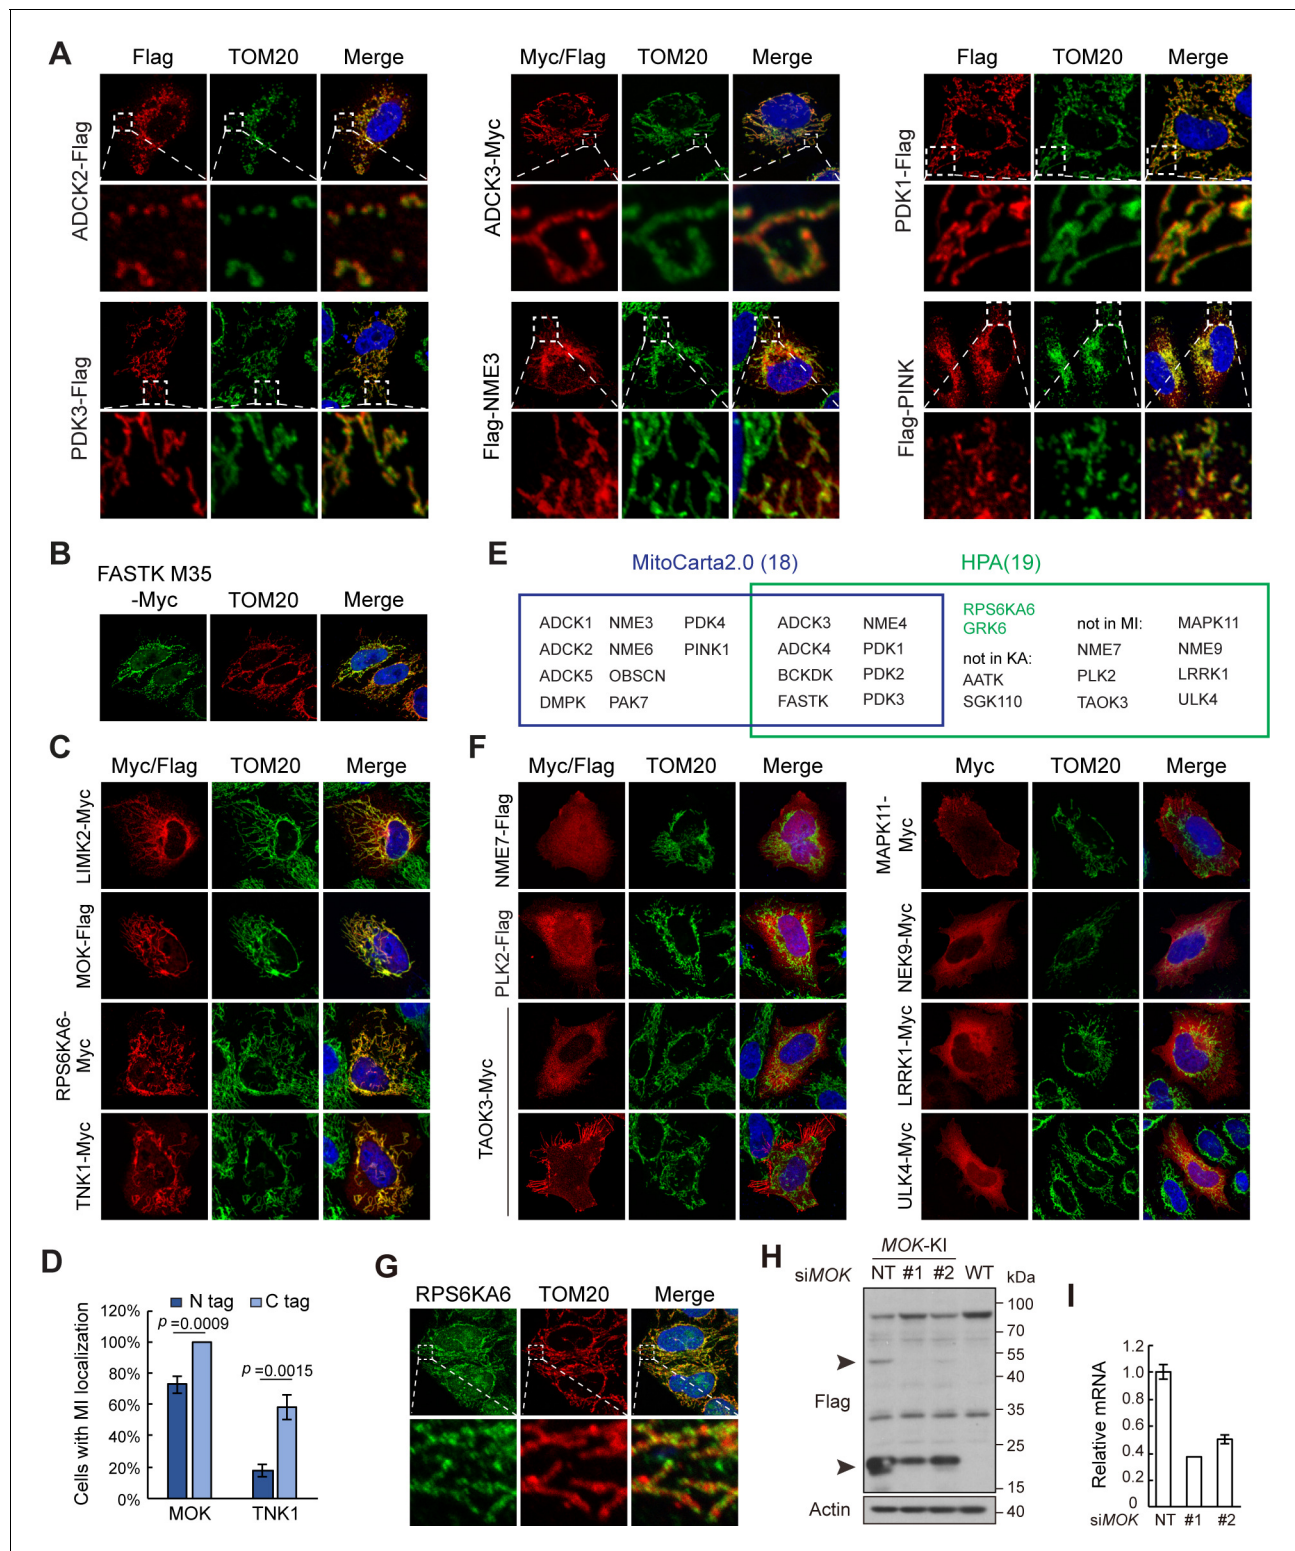 A
Flag TOM20 Merge
ADCK2-Flag
PDK3-Flag
Myc/Flag TOM20 Merge
ADCK3-Myc
Flag-NME3
Flag TOM20 Merge
PDK1-Flag
Flag-PINK
B
FASTK M35
-Myc TOM20 Merge
C
Myc/Flag TOM20 Merge
LIMK2-Myc
MOK-Flag
RPS6KA6-
Myc
TNK1-Myc
D
N tag C tag
Cells with MI localization
120%
100%
80%
60%
40%
20%
0%
p =0.0009
p =0.0015
MOK TNK1
E
MitoCarta2.0 (18) HPA(19)
ADCK1 NME3 PDK4
ADCK2 NME6 PINK1
ADCK5 OBSCN
DMPK PAK7
ADCK3 NME4
ADCK4 PDK1
BCKDK PDK2
FASTK PDK3
RPS6KA6
GRK6
not in KA:
AATK
SGK110
not in MI: MAPK11
NME7 NME9
PLK2 LRRK1
TAOK3 ULK4
F
Myc/Flag TOM20 Merge
NME7-Flag
PLK2-Flag
TAOK3-Myc
Myc TOM20 Merge
MAPK11-
Myc
NEK9-Myc
LRRK1-Myc
ULK4-Myc
G
RPS6KA6 TOM20 Merge
H
MOK-KI
siMOK NT #1 #2 WT kDa
100
70
55
40
35
25
15
Flag
Actin
40
I
Relative mRNA
1.2
1.0
0.8
0.6
0.4
0.2
0
siMOK NT #1 #2